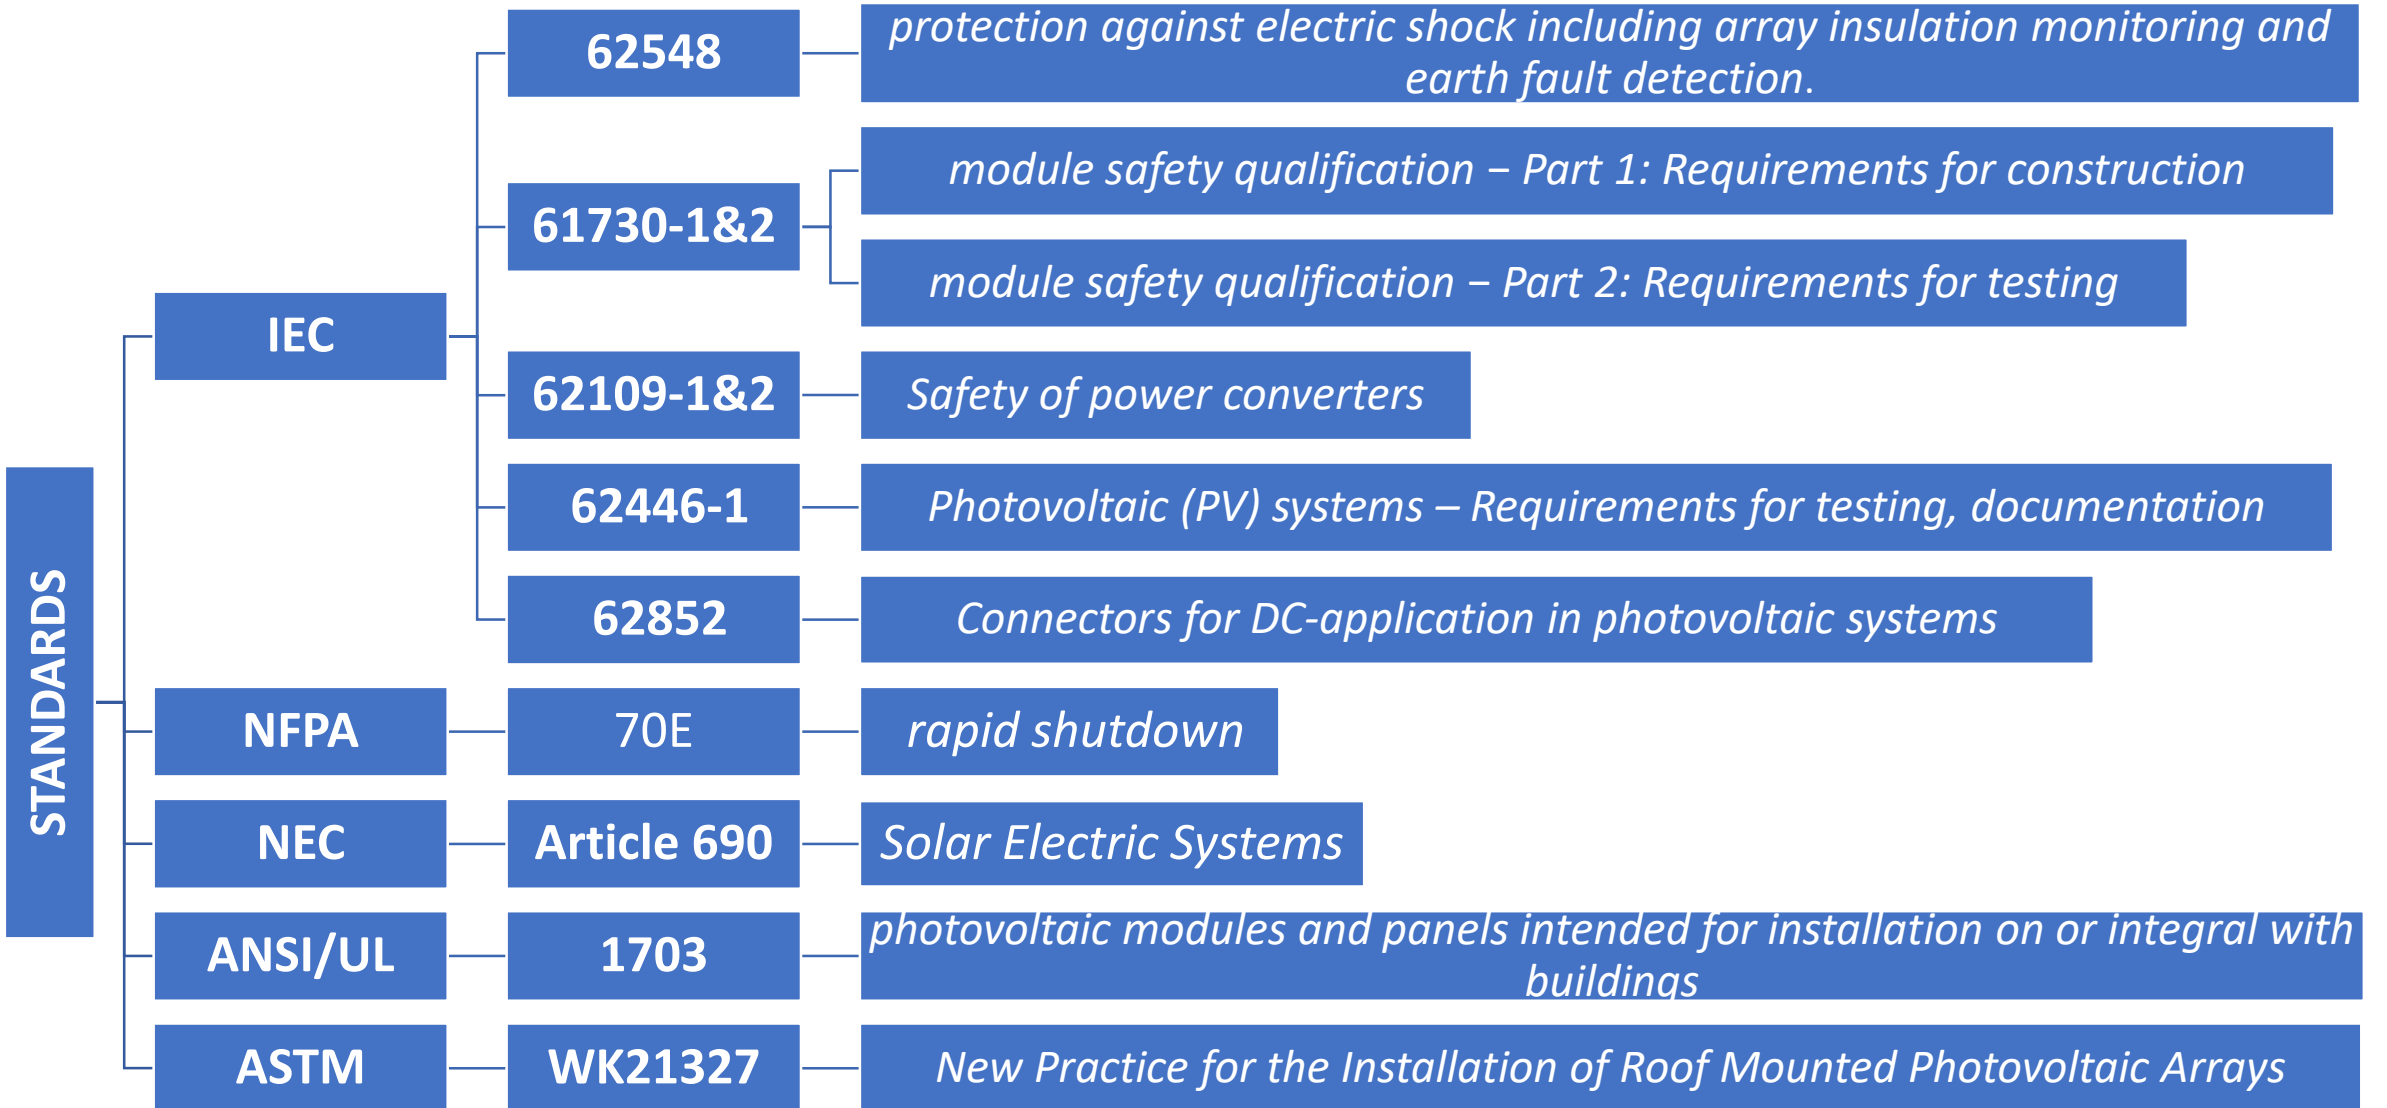 STANDARDS
IEC
62548
protection against electric shock including array insulation monitoring and
earth fault detection.
61730-1&2
module safety qualification – Part 1: Requirements for construction
module safety qualification – Part 2: Requirements for testing
62109-1&2
Safety of power converters
62446-1
Photovoltaic (PV) systems – Requirements for testing, documentation
62852
Connectors for DC-application in photovoltaic systems
NFPA
70E
rapid shutdown
NEC
Article 690
Solar Electric Systems
ANSI/UL
1703
photovoltaic modules and panels intended for installation on or integral with
buildings
ASTM
WK21327
New Practice for the Installation of Roof Mounted Photovoltaic Arrays